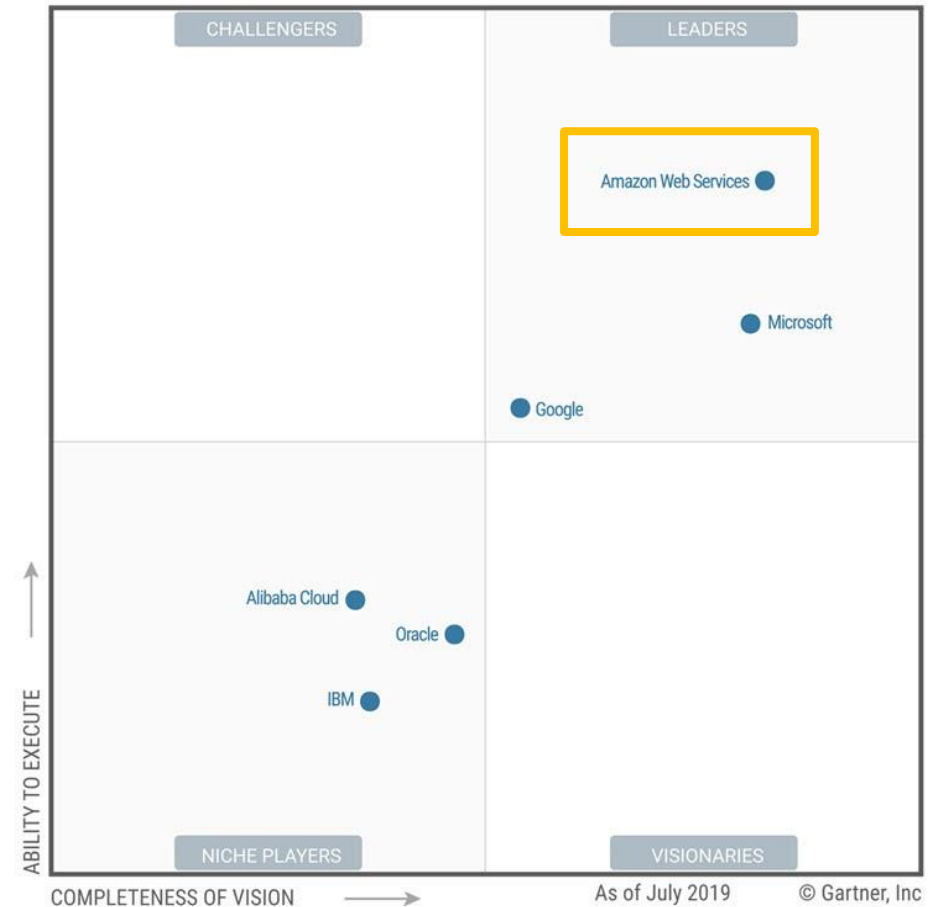 CHALLENGERS
LEADERS
Amazon Web Services
Microsoft
Google
Alibaba Cloud
Oracle
IBM
ABILITY TO EXECUTE
NICHE PLAYERS
VISIONARIES
COMPLETENESS OF VISION
As of July 2019
© Gartner, Inc